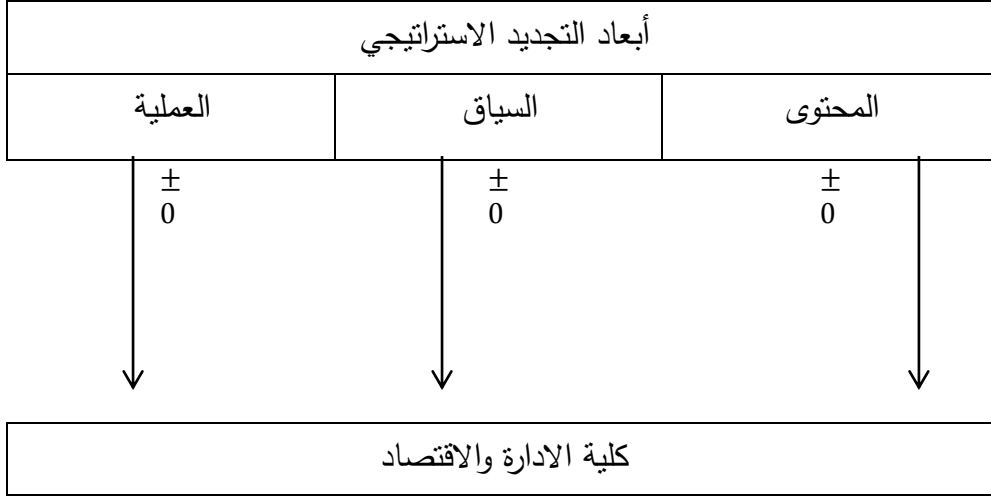 أبعاد التجديد الاستراتيجي
المحتوى
السياق
العملية
±
0
±
0
±
0
كلية الادارة والاقتصاد